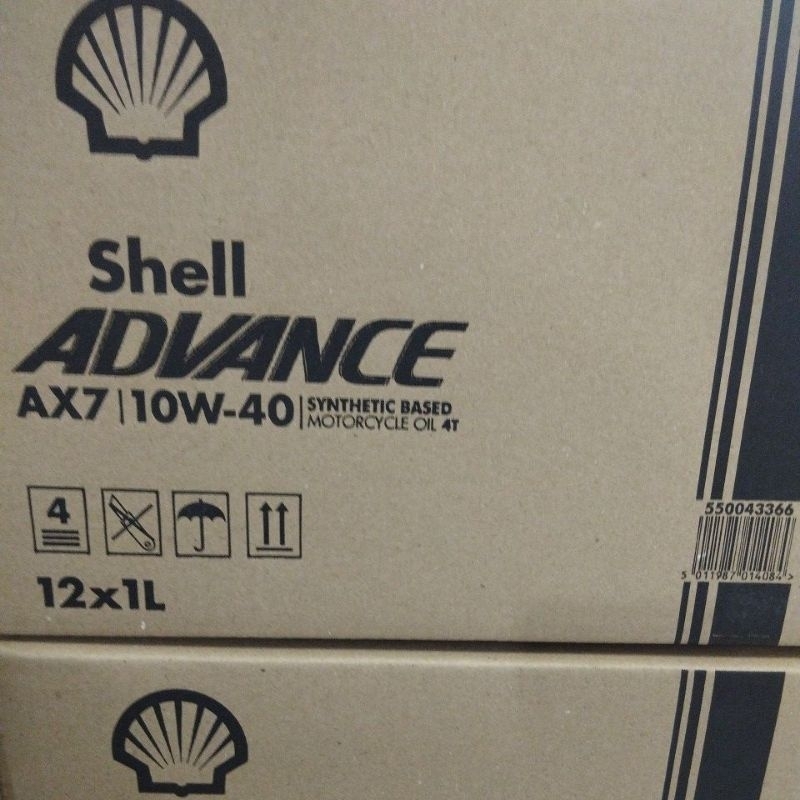 Shell
ADVANCE
AX7 | 10W-40 | SYNTHETIC BASED
MOTORCYCLE OIL 4T
4
12x1L
550043366
5 011987 014084 >